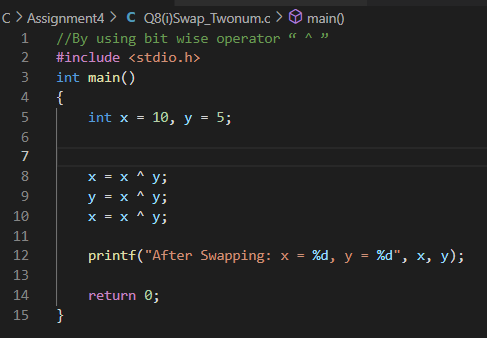 C > Assignment4 > C Q8(i)Swap_Twonum.c > main()
1 //By using bit wise operator “ ^ ”
2 #include <stdio.h>
3 int main()
4 {
5     int x = 10, y = 5;
6
7
8     x = x ^ y;
9     y = x ^ y;
10     x = x ^ y;
11
12     printf("After Swapping: x = %d, y = %d", x, y);
13
14     return 0;
15 }